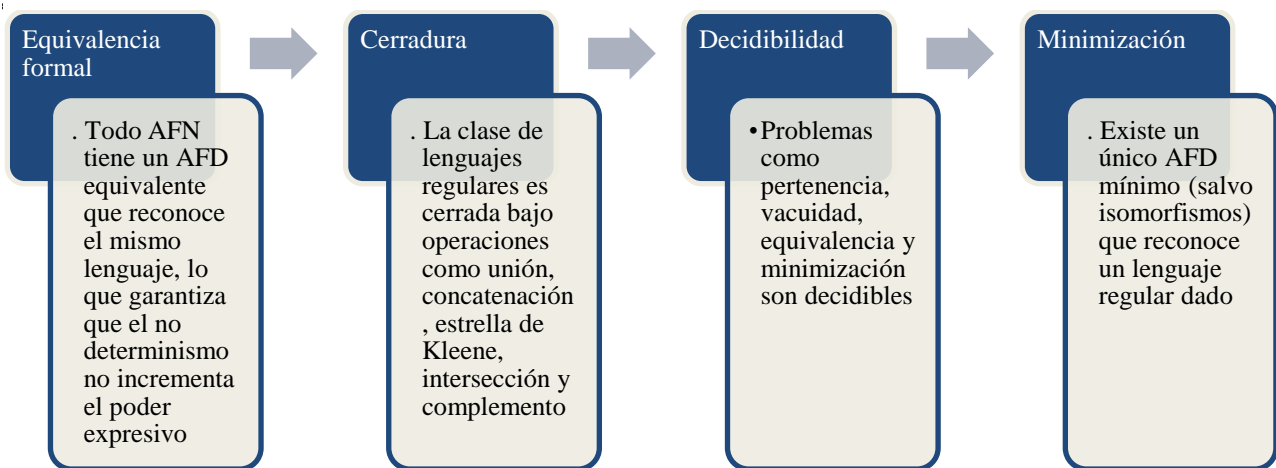 Equivalencia
formal
. Todo AFN
tiene un AFD
equivalente
que reconoce
el mismo
lenguaje, lo
que garantiza
que el no
determinismo
no incrementa
el poder
expresivo
Cerradura
. La clase de
lenguajes
regulares es
cerrada bajo
operaciones
como unión,
concatenación
, estrella de
Kleene,
intersección y
complemento
Decidibilidad
•Problemas
como
pertenencia,
vacuidad,
equivalencia y
minimización
son decidibles
Minimización
. Existe un
único AFD
mínimo (salvo
isomorfismos)
que reconoce
un lenguaje
regular dado